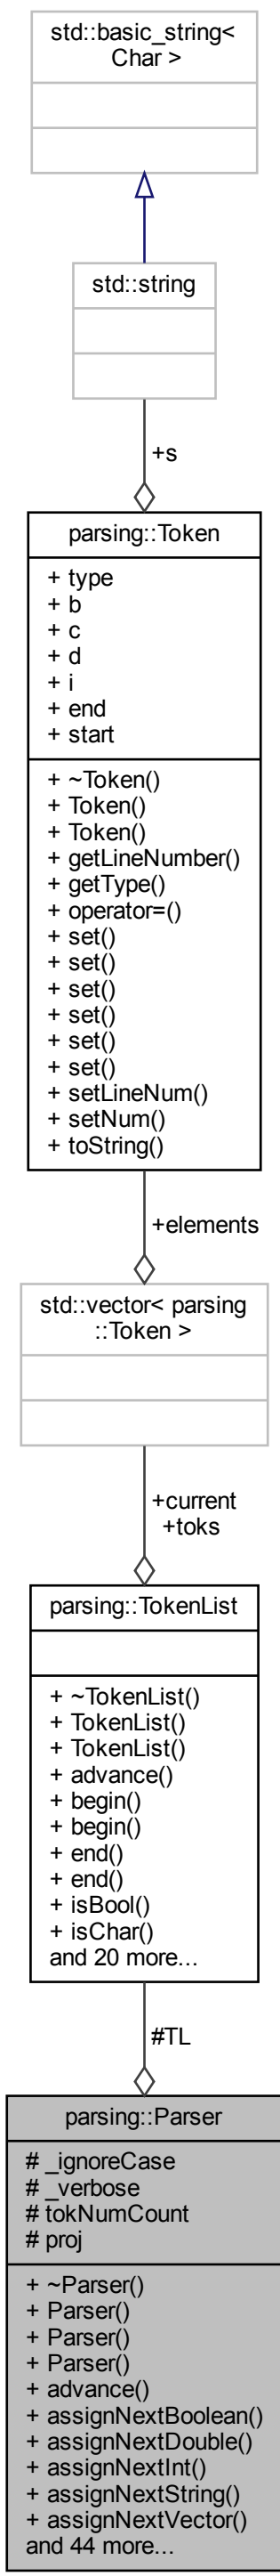 std::basic_string<
Char >
std::string
+s
parsing::Token
+ type
+ b
+ c
+ d
+ i
+ end
+ start
+ ~Token()
+ Token()
+ Token()
+ getLineNumber()
+ getType()
+ operator=()
+ set()
+ set()
+ set()
+ set()
+ set()
+ set()
+ setLineNum()
+ setNum()
+ toString()
+elements
std::vector< parsing
::Token >
+current
+toks
parsing::TokenList
+ ~TokenList()
+ TokenList()
+ TokenList()
+ advance()
+ begin()
+ begin()
+ end()
+ end()
+ isBool()
+ isChar()
and 20 more...
#TL
parsing::Parser
# _ignoreCase
# _verbose
# tokNumCount
# proj
+ ~Parser()
+ Parser()
+ Parser()
+ Parser()
+ advance()
+ assignNextBoolean()
+ assignNextDouble()
+ assignNextInt()
+ assignNextString()
+ assignNextVector()
and 44 more...